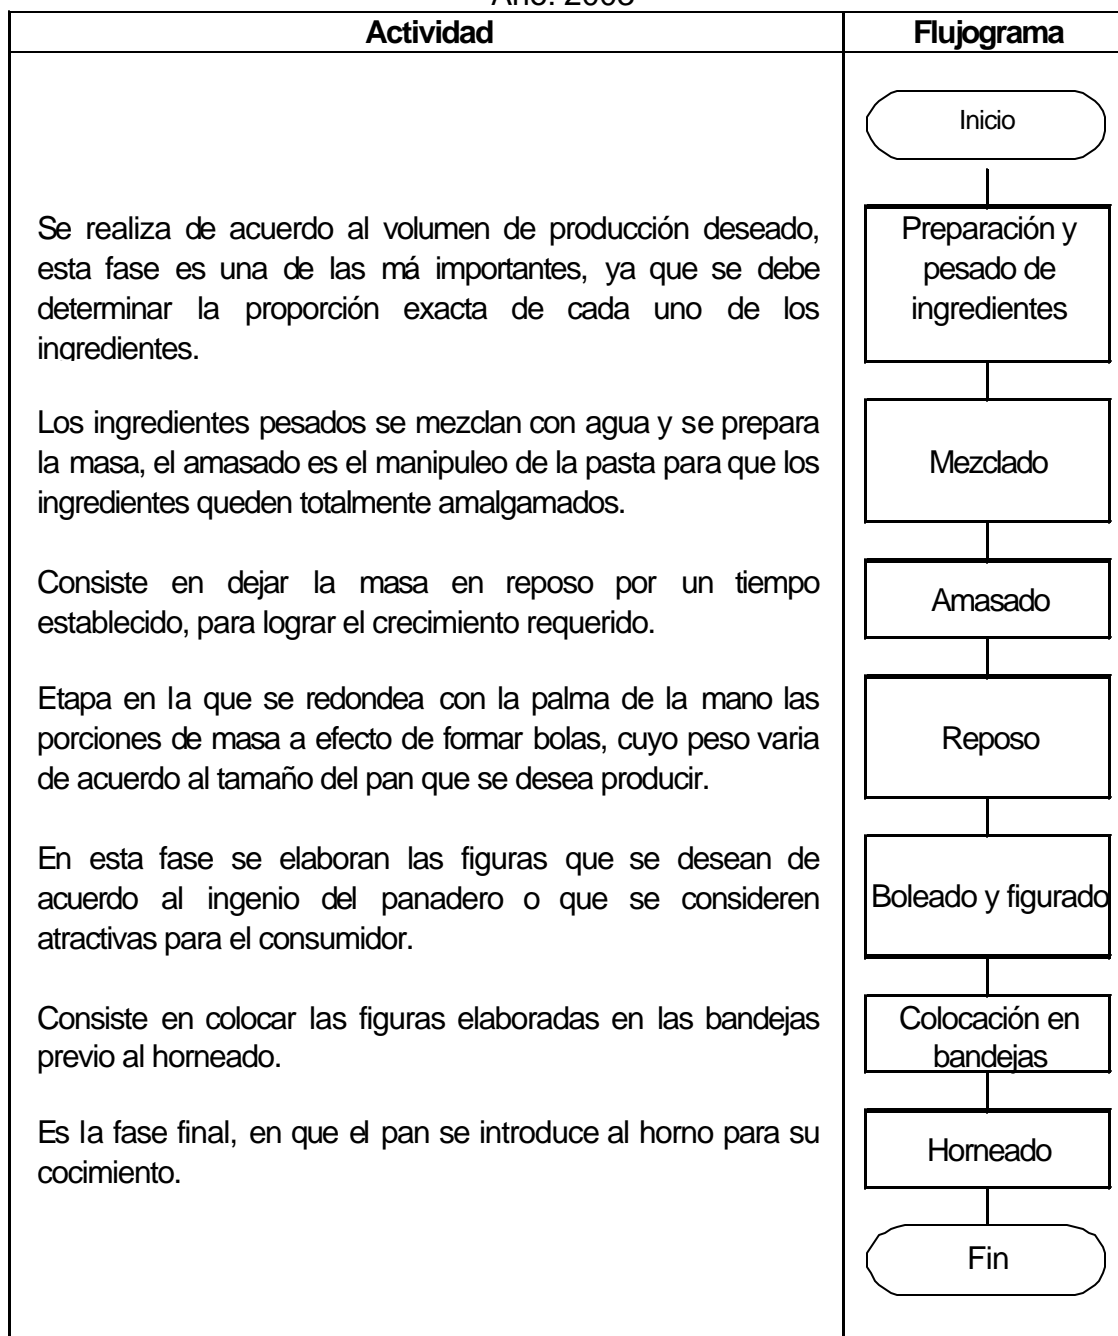 Actividad
Flujograma
Inicio
Se realiza de acuerdo al volumen de producción deseado,
esta fase es una de las má importantes, ya que se debe
determinar la proporción exacta de cada uno de los
ingredientes.
Preparación y
pesado de
ingredientes
Los ingredientes pesados se mezclan con agua y se prepara
la masa, el amasado es el manipuleo de la pasta para que los
ingredientes queden totalmente amalgamados.
Mezclado
Consiste en dejar la masa en reposo por un tiempo
establecido, para lograr el crecimiento requerido.
Amasado
Etapa en la que se redondea con la palma de la mano las
porciones de masa a efecto de formar bolas, cuyo peso varia
de acuerdo al tamaño del pan que se desea producir.
Reposo
En esta fase se elaboran las figuras que se desean de
acuerdo al ingenio del panadero o que se consideren
atractivas para el consumidor.
Boleado y figurado
Consiste en colocar las figuras elaboradas en las bandejas
previo al horneado.
Colocación en
bandejas
Es la fase final, en que el pan se introduce al horno para su
cocimiento.
Horneado
Fin